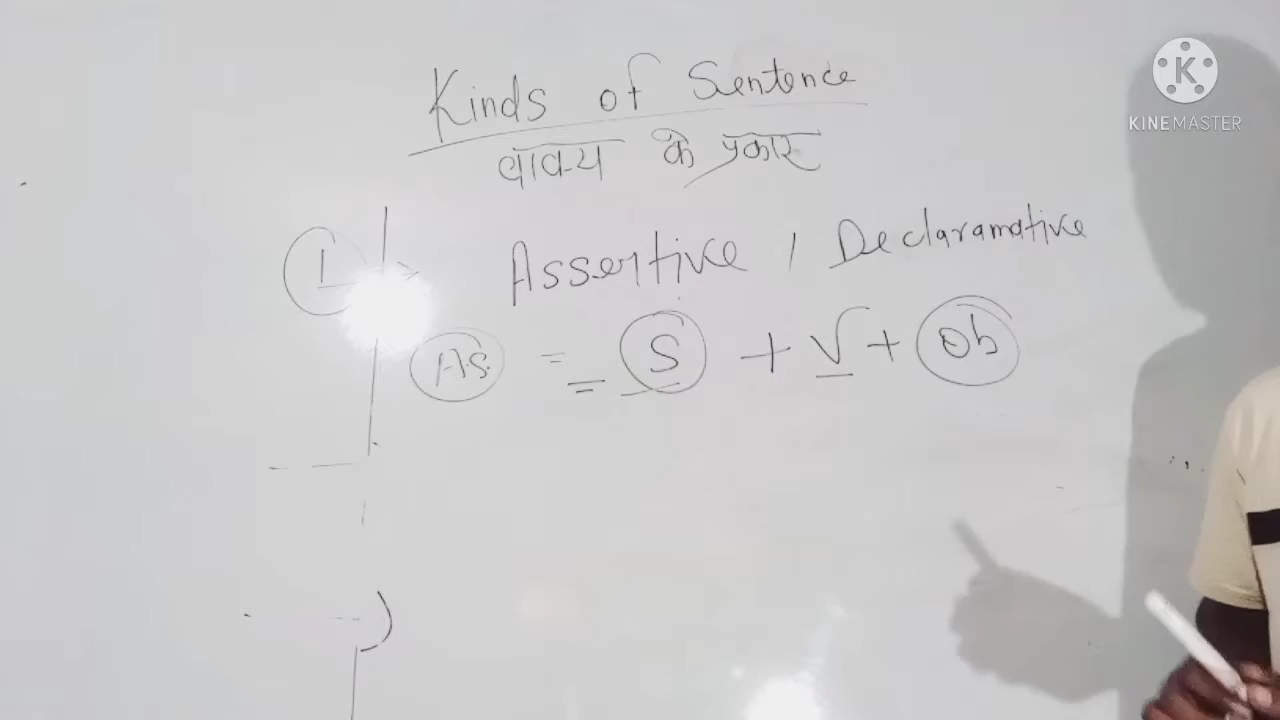 Kinds of Sentence
वाक्य के प्रकार
1 Assertive / Declaramative
As. = S + V + Ob
K
KINEMASTER